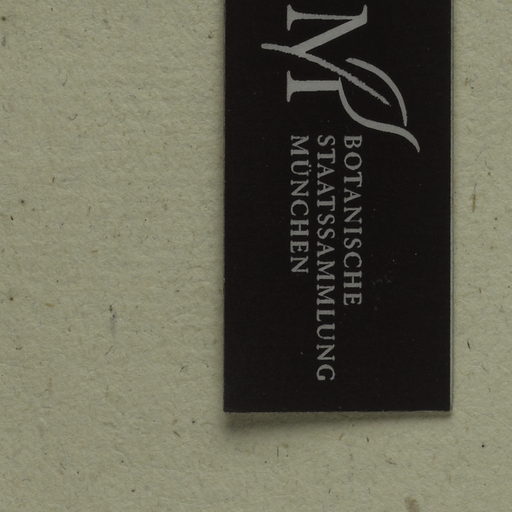 M
BOTANISCHE
STAATSSAMMLUNG
MÜNCHEN